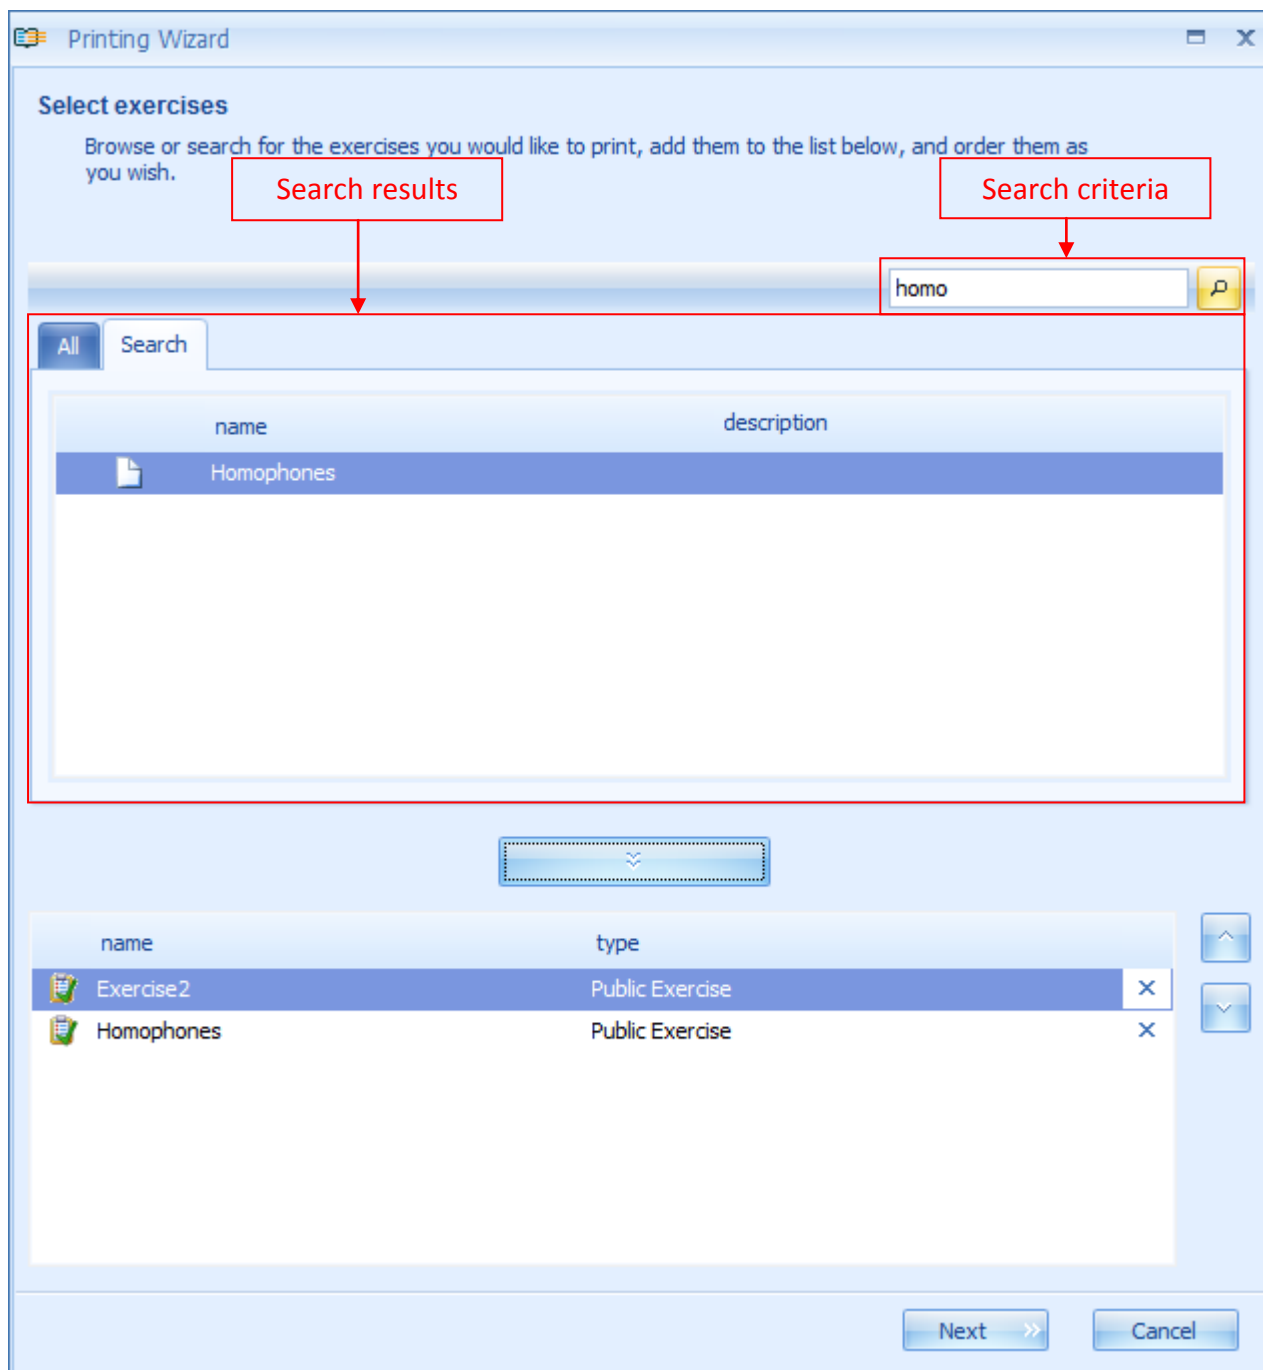 Printing Wizard
Select exercises
Browse or search for the exercises you would like to print, add them to the list below, and order them as
you wish.
Search results
Search criteria
homo
All
Search
name description
Homophones
name type
Exercise2 Public Exercise
Homophones Public Exercise
Next
Cancel